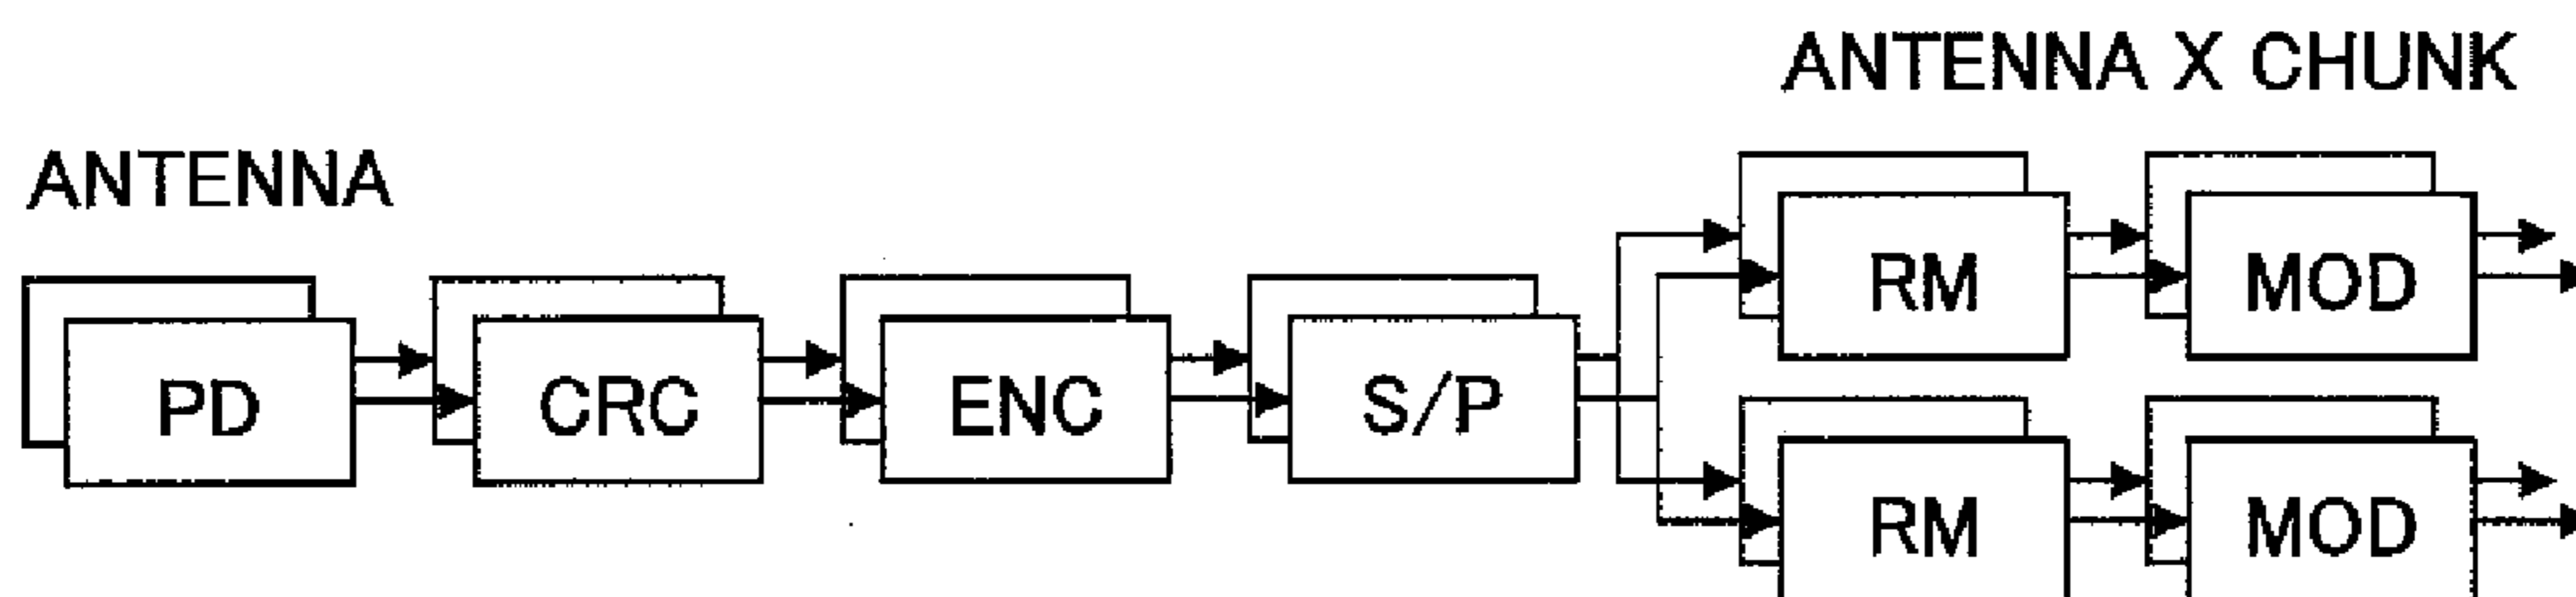 ANTENNA X CHUNK
ANTENNA
RM
MOD
PD
CRC
ENC
S/P
RM
MOD